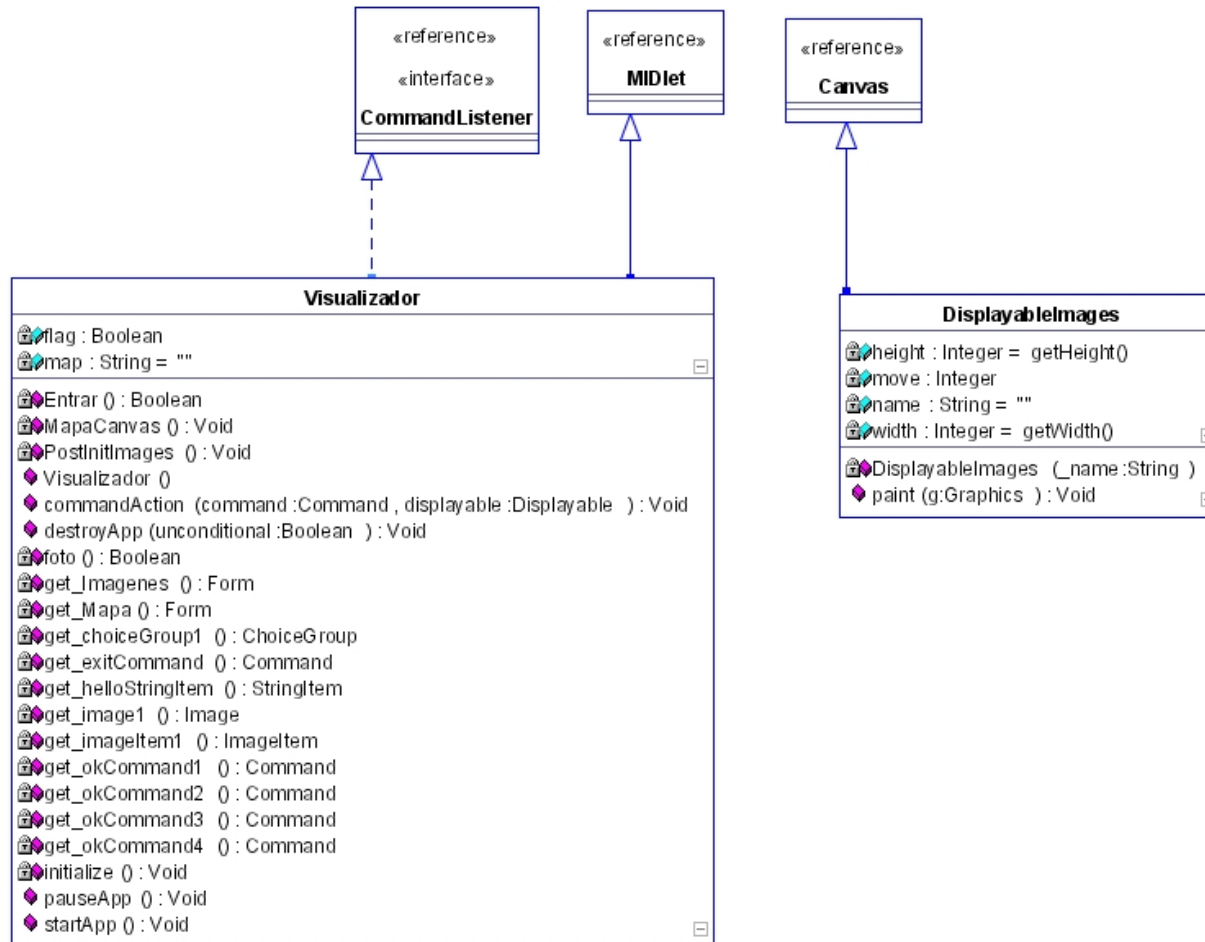 «reference»
«interface»
CommandListener
«reference»
MIDlet
«reference»
Canvas
Visualizador
flag : Boolean
map : String = ""
Entrar () : Boolean
MapaCanvas () : Void
PostInitImages () : Void
Visualizador ()
commandAction (command :Command , displayable :Displayable ) : Void
destroyApp (unconditional :Boolean ) : Void
foto () : Boolean
get_Imagenes () : Form
get_Mapa () : Form
get_choiceGroup1 () : ChoiceGroup
get_exitCommand () : Command
get_helloStringItem () : StringItem
get_image1 () : Image
get_imageItem1 () : ImageItem
get_okCommand1 () : Command
get_okCommand2 () : Command
get_okCommand3 () : Command
get_okCommand4 () : Command
initialize () : Void
pauseApp () : Void
startApp () : Void
DisplayableImages
height : Integer = getHeight()
move : Integer
name : String = ""
width : Integer = getWidth()
DisplayableImages (_name :String )
paint (g:Graphics ) : Void